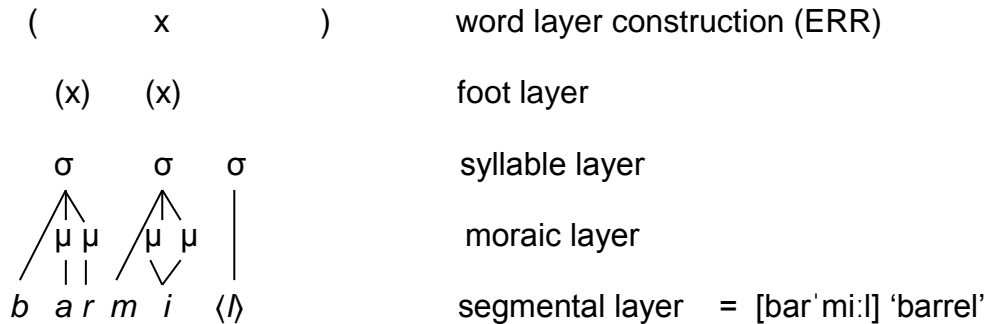 ( x ) word layer construction (ERR)
(x) (x) foot layer
σ σ σ syllable layer
μ μ μ μ moraic layer
b a r m i ⟨l⟩ segmental layer = [barˈmiːl] ‘barrel’